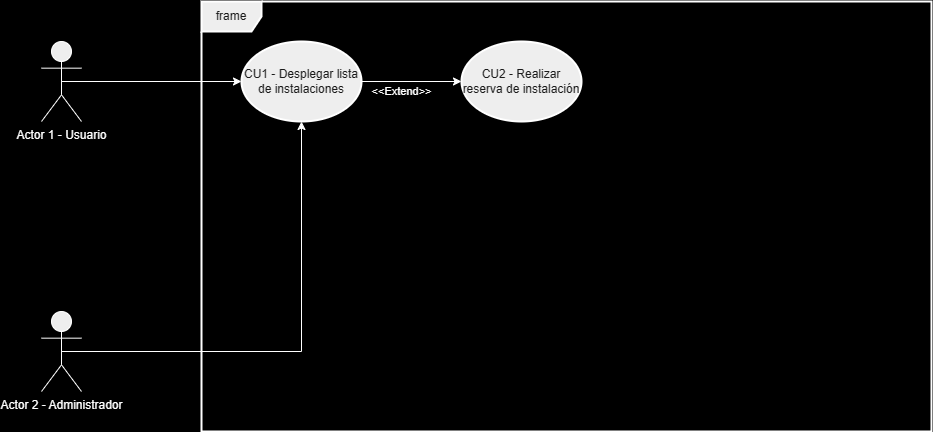 frame
CU1 - Desplegar lista
de instalaciones
CU2 - Realizar
reserva de instalación
<<Extend>>
Actor 1 - Usuario
Actor 2 - Administrador